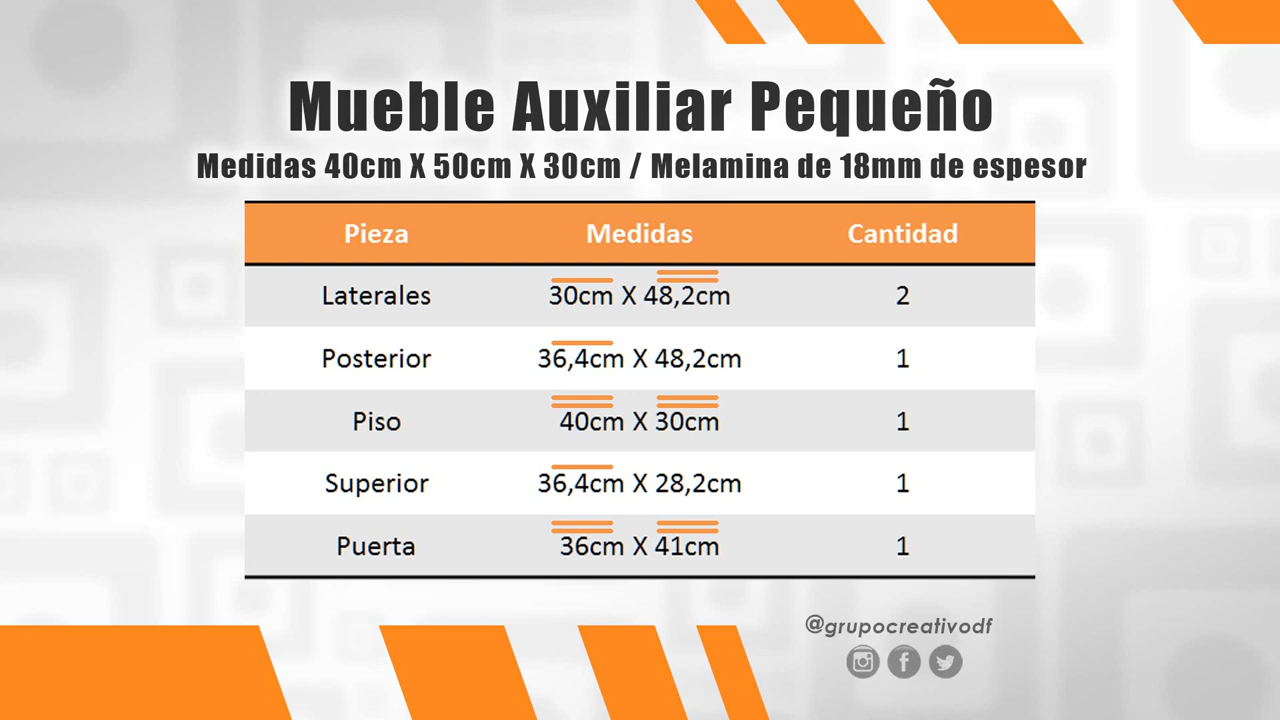 Mueble Auxiliar Pequeño
Medidas 40cm X 50cm X 30cm / Melamina de 18mm de espesor
Pieza Medidas Cantidad
Laterales 30cm X 48,2cm 2
Posterior 36,4cm X 48,2cm 1
Piso 40cm X 30cm 1
Superior 36,4cm X 28,2cm 1
Puerta 36cm X 41cm 1
@grupocreativodf